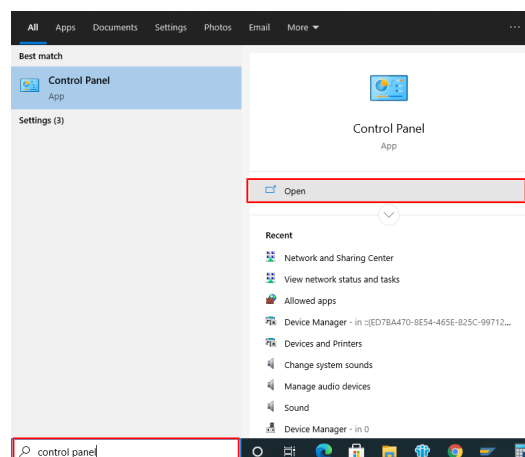 All Apps Documents Settings Photos Email More
Best match
Control Panel
App
Settings (3)
Control Panel
App
Open
Recent
Network and Sharing Center
View network status and tasks
Allowed apps
Device Manager - in ::{ED7BA470-8E54-465E-825C-99712...
Devices and Printers
Change system sounds
Manage audio devices
Sound
Device Manager - in 0
control panel